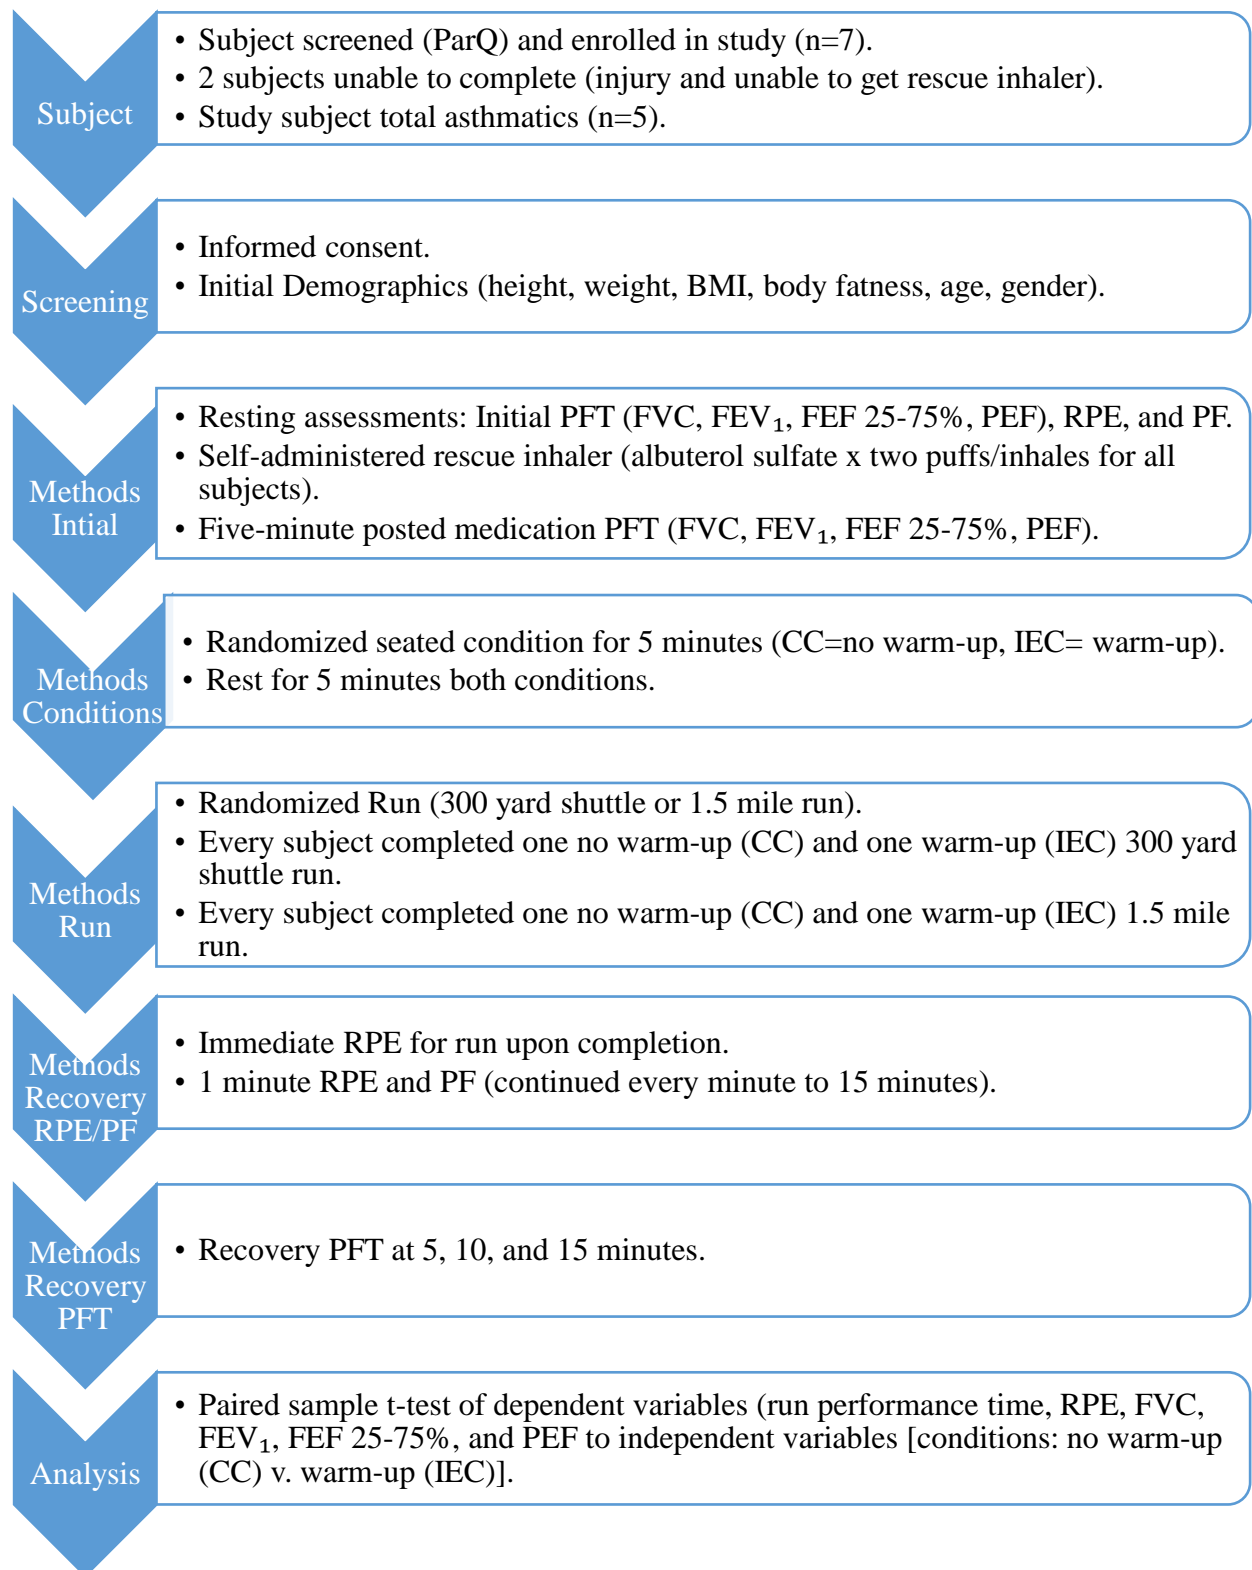 Subject
• Subject screened (ParQ) and enrolled in study (n=7).
• 2 subjects unable to complete (injury and unable to get rescue inhaler).
• Study subject total asthmatics (n=5).
Screening
• Informed consent.
• Initial Demographics (height, weight, BMI, body fatness, age, gender).
Methods
Intial
• Resting assessments: Initial PFT (FVC, FEV₁, FEF 25-75%, PEF), RPE, and PF.
• Self-administered rescue inhaler (albuterol sulfate x two puffs/inhales for all
subjects).
• Five-minute posted medication PFT (FVC, FEV₁, FEF 25-75%, PEF).
Methods
Conditions
• Randomized seated condition for 5 minutes (CC=no warm-up, IEC= warm-up).
• Rest for 5 minutes both conditions.
Methods
Run
• Randomized Run (300 yard shuttle or 1.5 mile run).
• Every subject completed one no warm-up (CC) and one warm-up (IEC) 300 yard
shuttle run.
• Every subject completed one no warm-up (CC) and one warm-up (IEC) 1.5 mile
run.
Methods
Recovery
RPE/PF
• Immediate RPE for run upon completion.
• 1 minute RPE and PF (continued every minute to 15 minutes).
Methods
Recovery
PFT
• Recovery PFT at 5, 10, and 15 minutes.
Analysis
• Paired sample t-test of dependent variables (run performance time, RPE, FVC,
FEV₁, FEF 25-75%, and PEF to independent variables [conditions: no warm-up
(CC) v. warm-up (IEC)].